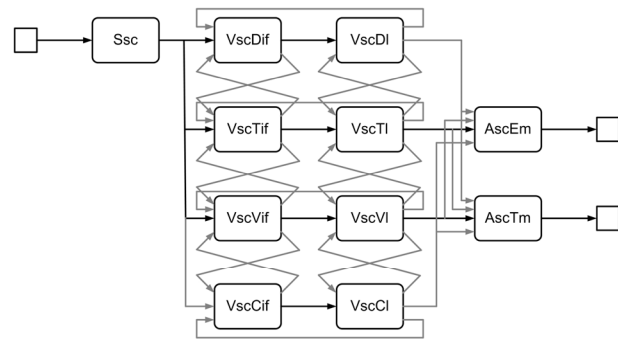 Ssc
VscDif
VscDl
VscTif
VscTl
AscEm
VscVif
VscVl
AscTm
VscCif
VscCl